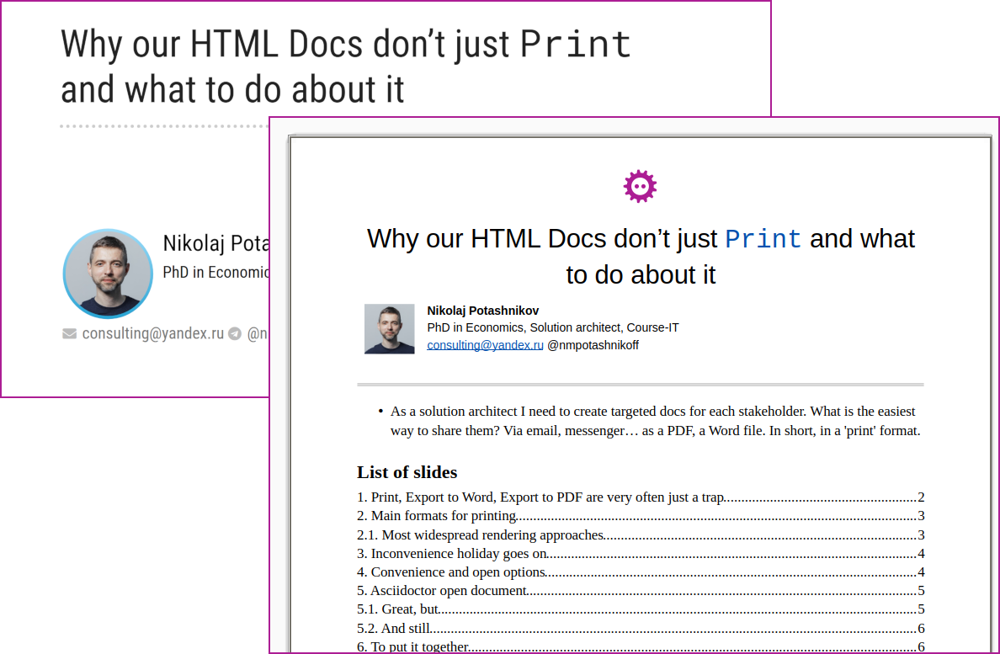 Why our HTML Docs don’t just Print
and what to do about it
Nikolaj Pota
PhD in Economic
consulting@yandex.ru @n
Why our HTML Docs don’t just Print and what
to do about it
Nikolaj Potashnikov
PhD in Economics, Solution architect, Course-IT
consulting@yandex.ru @nmpotashnikoff
• As a solution architect I need to create targeted docs for each stakeholder. What is the easiest
way to share them? Via email, messenger… as a PDF, a Word file. In short, in a 'print' format.
List of slides
1. Print, Export to Word, Export to PDF are very often just a trap......................................................2
2. Main formats for printing................................................................................................................3
2.1. Most widespread rendering approaches........................................................................................3
3. Inconvenience holiday goes on........................................................................................................4
4. Convenience and open options........................................................................................................4
5. Asciidoctor open document.............................................................................................................5
5.1. Great, but......................................................................................................................................5
5.2. And still........................................................................................................................................6
6. To put it together..............................................................................................................................6